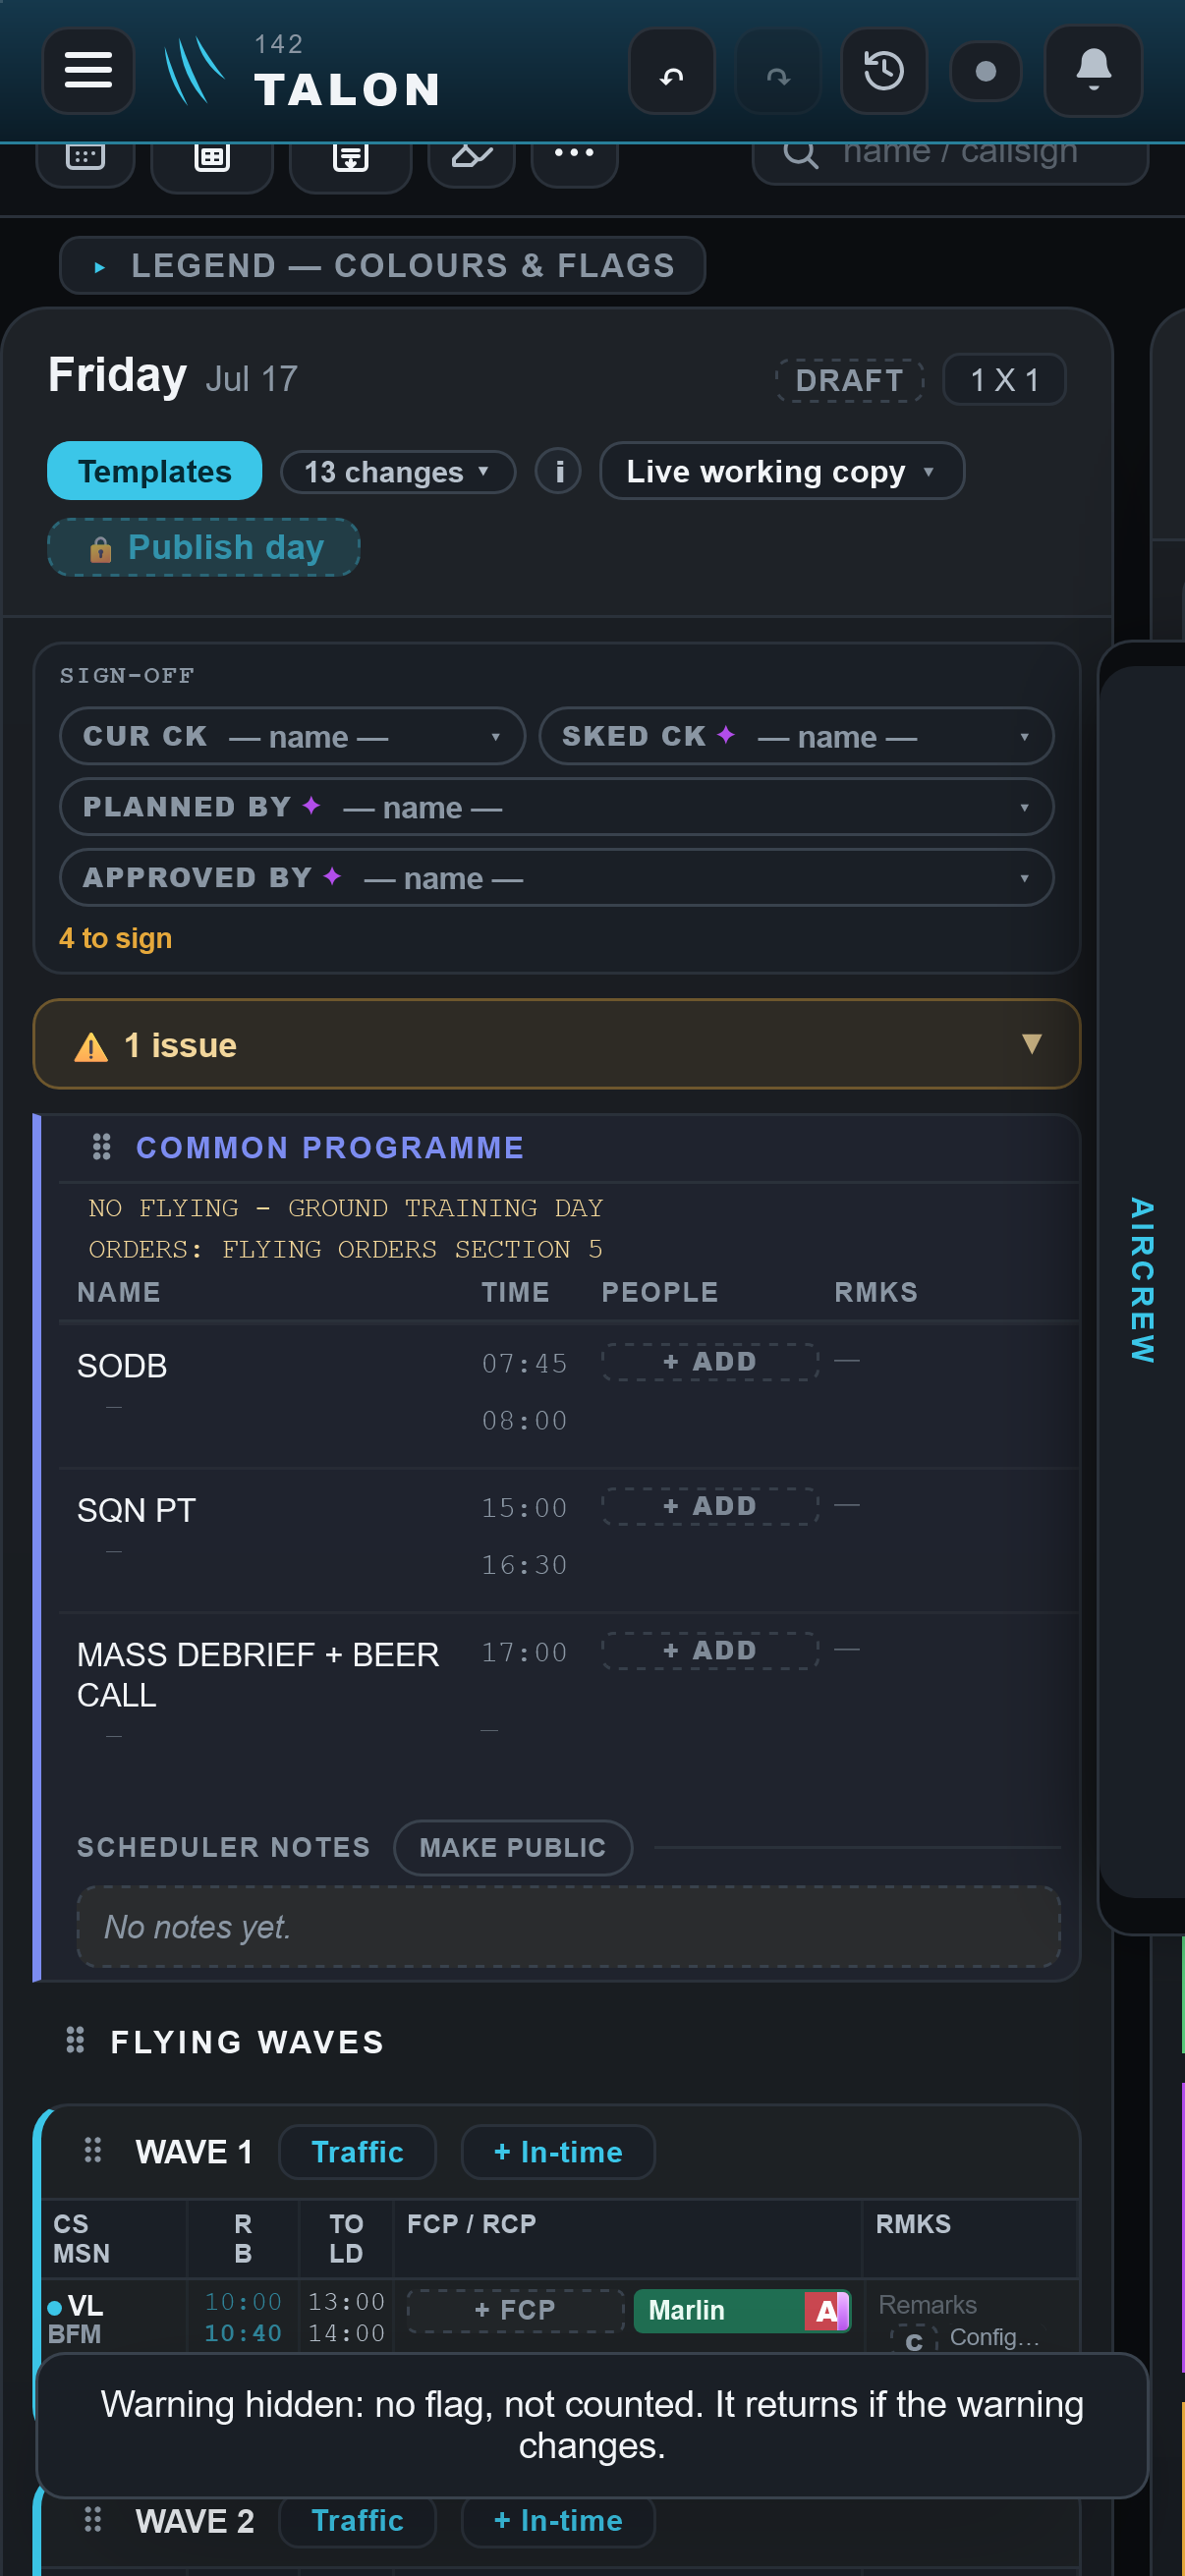 142
TALON
name / callsign
▸ LEGEND — COLOURS & FLAGS
Friday Jul 17 DRAFT 1 X 1
Templates 13 changes ▾ i Live working copy ▾
Publish day
SIGN-OFF
CUR CK — name — ▾ SKED CK ✦ — name — ▾
PLANNED BY ✦ — name — ▾
APPROVED BY ✦ — name — ▾
4 to sign
1 issue ▼
COMMON PROGRAMME
NO FLYING - GROUND TRAINING DAY
ORDERS: FLYING ORDERS SECTION 5
NAME TIME PEOPLE RMKS
SODB 07:45 + ADD —
— 08:00
SQN PT 15:00 + ADD —
— 16:30
MASS DEBRIEF + BEER 17:00 + ADD —
CALL
— —
AIRCREW
SCHEDULER NOTES MAKE PUBLIC
No notes yet.
FLYING WAVES
WAVE 1 Traffic + In-time
CS R TO FCP / RCP RMKS
MSN B LD
VL 10:00 13:00 + FCP Marlin A Remarks
BFM 10:40 14:00 C Config...
Warning hidden: no flag, not counted. It returns if the warning
changes.
WAVE 2 Traffic + In-time